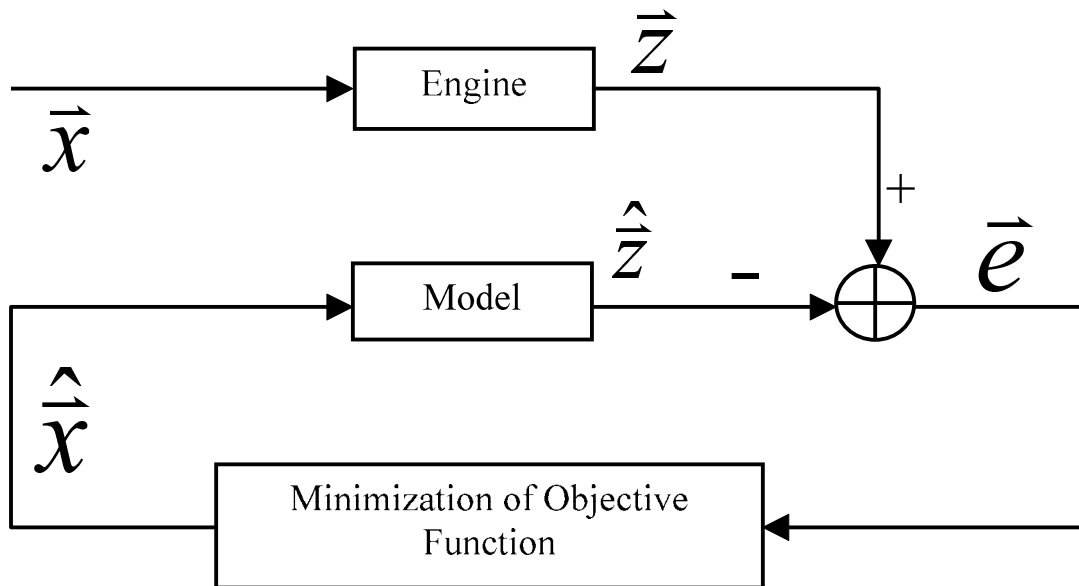 z⃗
Engine
x⃗
+
ẑ⃗
-
e⃗
Model
x̂⃗
Minimization of Objective
Function